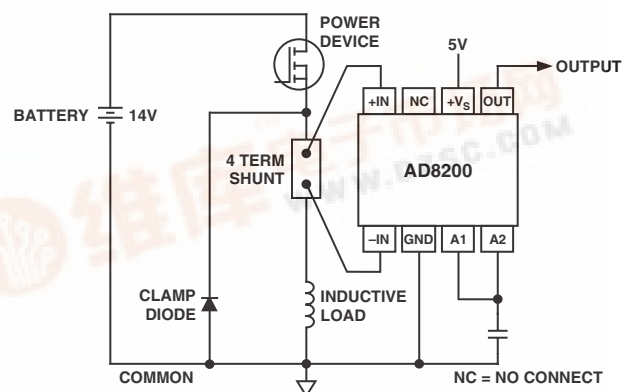 POWER
DEVICE
5V
OUTPUT
+IN
NC
+VS
OUT
BATTERY
14V
4 TERM
SHUNT
AD8200
–IN
GND
A1
A2
CLAMP
DIODE
INDUCTIVE
LOAD
COMMON
NC = NO CONNECT